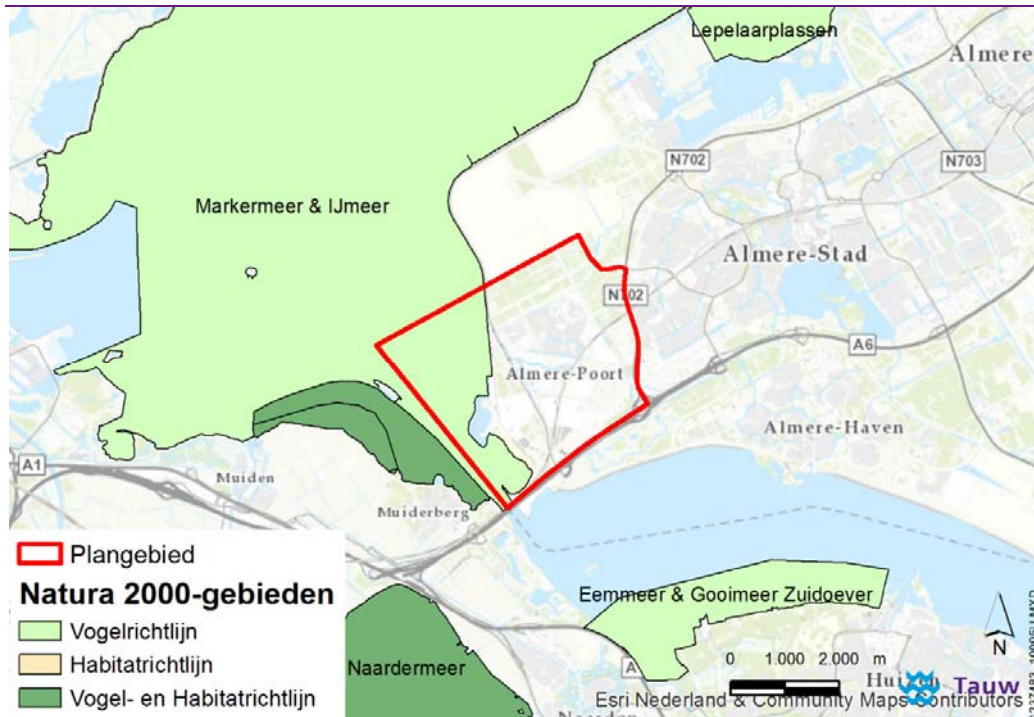 Lepelaarplassen
Almere
N702
N703
Markermeer & IJmeer
Almere-Stad
N702
A6
Almere-Poort
Almere-Haven
A1
Muiden
Muiderberg
Plangebied
Natura 2000-gebieden
Vogelrichtlijn
Habitatrichtlijn
Vogel- en Habitatrichtlijn
Eemmeer & Gooimeer Zuidoever
Naardermeer
N
0 1.000 2.000 m
Huizen
Tauw
Esri Nederland & Community Maps Contributors
Naarden